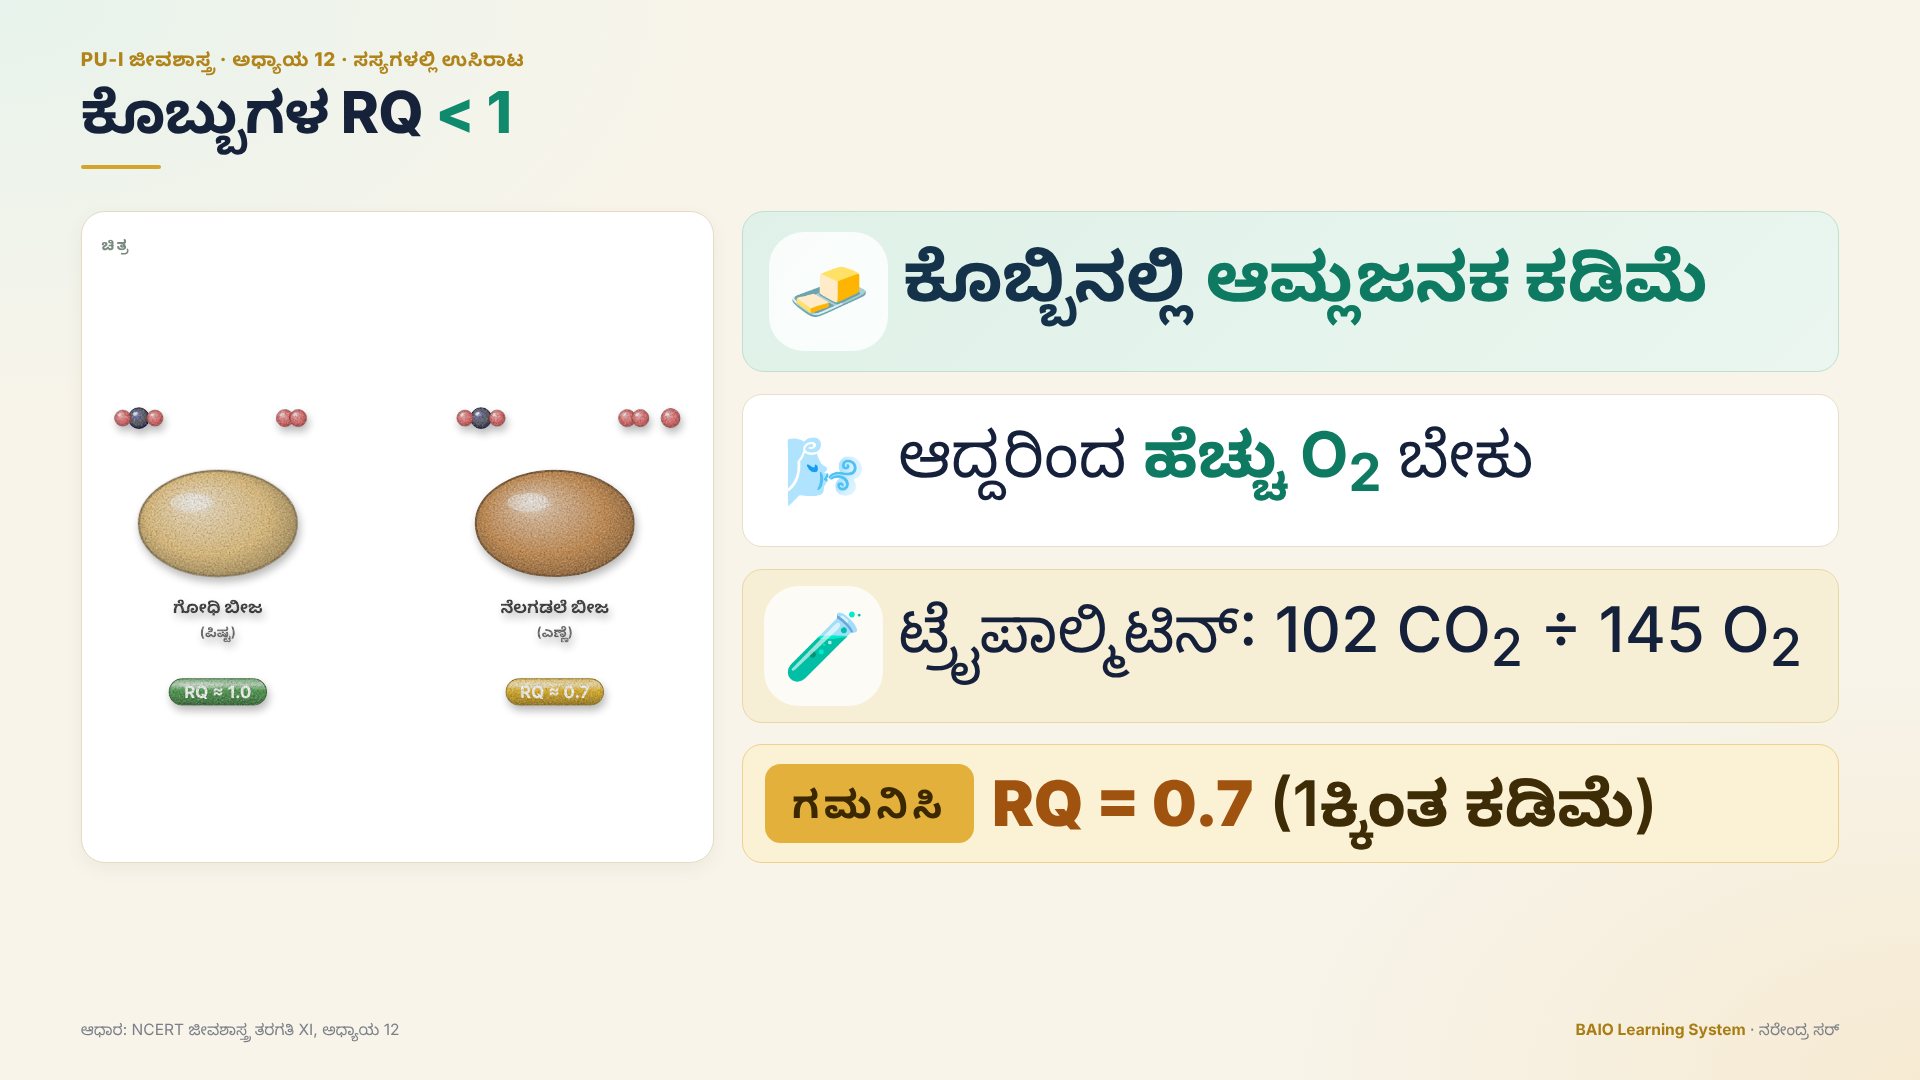 PU-I ಜೀವಶಾಸ್ತ್ರ · ಅಧ್ಯಾಯ 12 · ಸಸ್ಯಗಳಲ್ಲಿ ಉಸಿರಾಟ
ಕೊಬ್ಬುಗಳ RQ < 1
ಚಿತ್ರ
ಗೋಧಿ ಬೀಜ
(ಪಿಷ್ಟ)
RQ ≈ 1.0
ನೆಲಗಡಲೆ ಬೀಜ
(ಎಣ್ಣೆ)
RQ ≈ 0.7
ಕೊಬ್ಬಿನಲ್ಲಿ ಆಮ್ಲಜನಕ ಕಡಿಮೆ
ಆದ್ದರಿಂದ ಹೆಚ್ಚು O₂ ಬೇಕು
ಟ್ರೈಪಾಲ್ಮಿಟಿನ್: 102 CO₂ ÷ 145 O₂
ಗಮನಿಸಿ RQ = 0.7 (1ಕ್ಕಿಂತ ಕಡಿಮೆ)
ಆಧಾರ: NCERT ಜೀವಶಾಸ್ತ್ರ ತರಗತಿ XI, ಅಧ್ಯಾಯ 12
BAIO Learning System · ನರೇಂದ್ರ ಸರ್